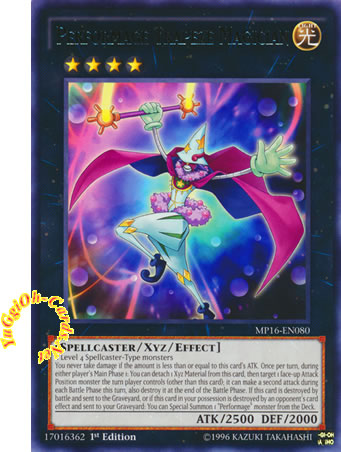 PERFORMAGE TRAPEZE MAGICIAN
LIGHT
光
YuGiOh-Cardmarket
MP16-EN080
[SPELLCASTER/XYZ/EFFECT]
2 Level 4 Spellcaster-Type monsters
You never take damage if the amount is less than or equal to this card's ATK. Once per turn, during
either player's Main Phase 1: You can detach 1 Xyz Material from this card, then target 1 face-up Attack
Position monster the turn player controls (other than this card); it can make a second attack during
each Battle Phase this turn, also destroy it at the end of the Battle Phase. If this card is destroyed by
battle and sent to the Graveyard, or if this card in your possession is destroyed by an opponent's card
effect and sent to your Graveyard: You can Special Summon 1 "Performage" monster from the Deck.
ATK/2500 DEF/2000
17016362 1st Edition ©1996 KAZUKI TAKAHASHI